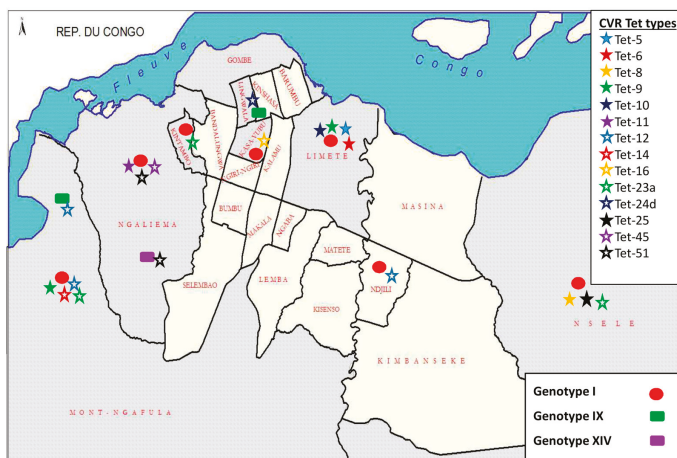 REP. DU CONGO
Fleuve
Congo
GOMBE
LINGWALA
KINSHASA
BARUMBU
KINTAMBO
BANDALUNGWA
KASAVUBU
NGIRI-NGIRI
KALAMU
LIMETE
MASINA
NGALIEMA
BUMBU
MAKALA
NGABA
MATETE
SELEMBAO
LEMBA
KISENSO
NDJILI
NSELE
KIMBANSEKE
MONT-NGAFULA
CVR Tet types
Tet-5
Tet-6
Tet-8
Tet-9
Tet-10
Tet-11
Tet-12
Tet-14
Tet-16
Tet-23a
Tet-24d
Tet-25
Tet-45
Tet-51
Genotype I
Genotype IX
Genotype XIV